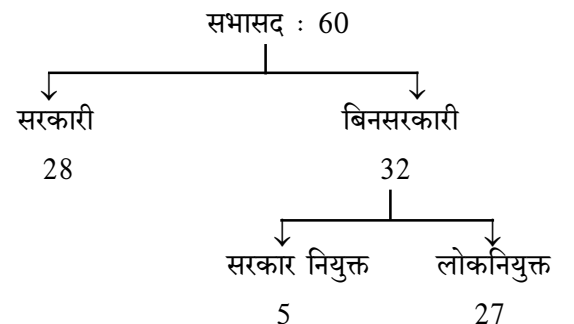 सभासद : 60
सरकारी बिनसरकारी
28 32
सरकार नियुक्त लोकनियुक्त
5 27